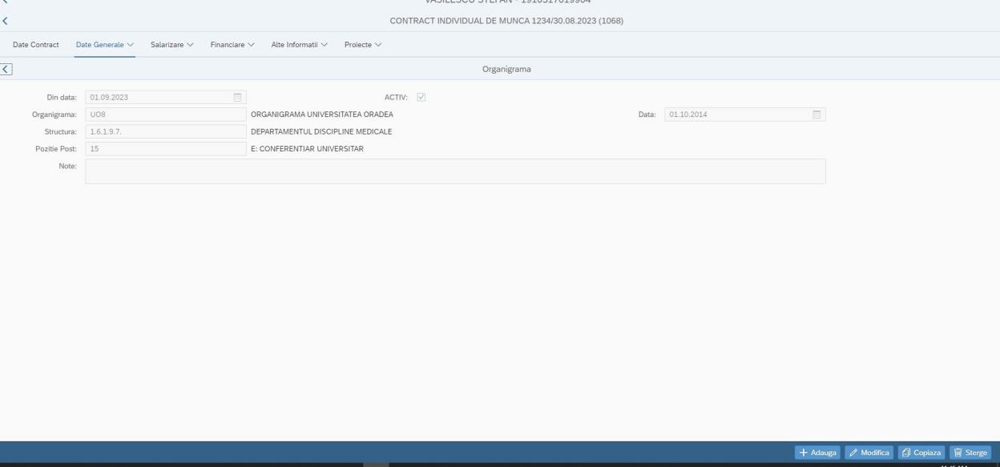 VASILESCU STEFAN - 1910517019904
CONTRACT INDIVIDUAL DE MUNCA 1234/30.08.2023 (1068)
Date Contract Date Generale Salarizare Financiare Alte Informatii Proiecte
Organigrama
Din data: 01.09.2023 ACTIV:
Organigrama: UO8 ORGANIGRAMA UNIVERSITATEA ORADEA Data: 01.10.2014
Structura: 1.6.1.9.7. DEPARTAMENTUL DISCIPLINE MEDICALE
Pozitie Post: 15 E: CONFERENTIAR UNIVERSITAR
Note:
Adauga Modifica Copiaza Sterge